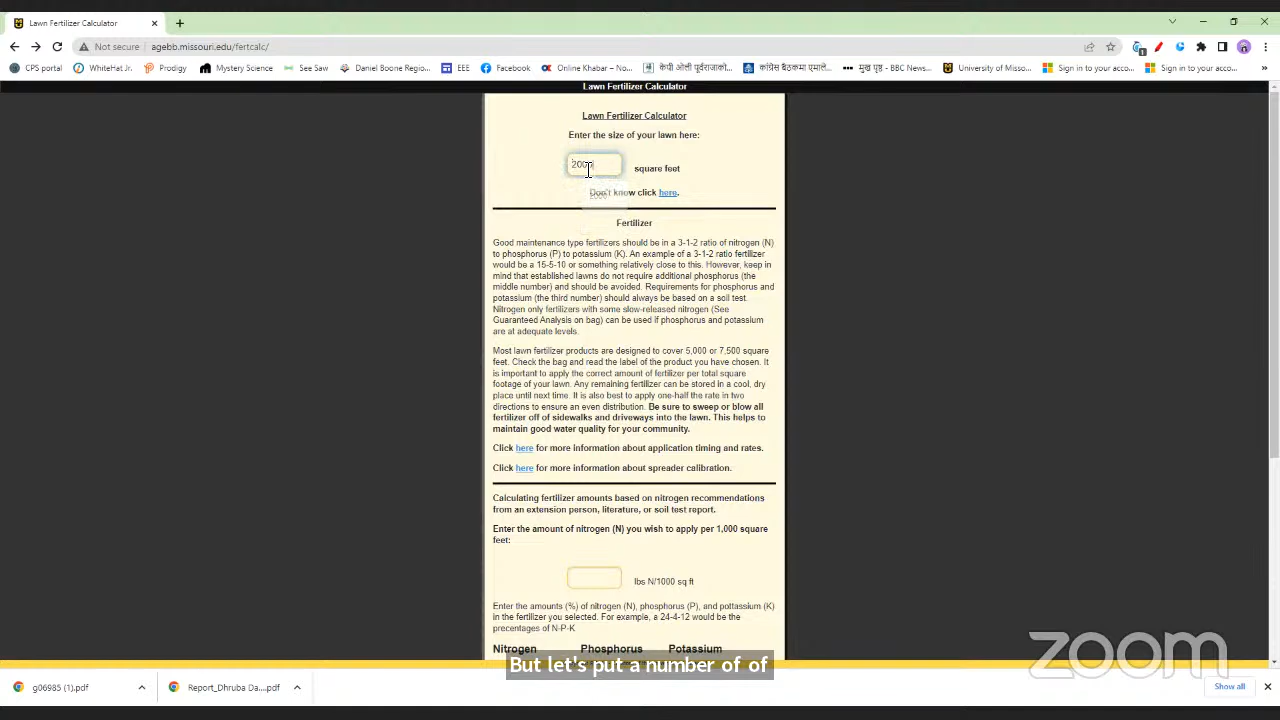 Lawn Fertilizer Calculator
Not secure
agebb.missouri.edu/fertcalc/
CPS portal
WhiteHat Jr.
Prodigy
Mystery Science
See Saw
Daniel Boone Regio...
EEE
Facebook
Online Khabar – No...
केपी ओली पूर्वराजाको...
कांग्रेस बैठकमा एमाले...
मुख्य पृष्ठ - BBC News...
University of Misso...
Sign in to your acco...
Sign in to your acco...
»
Lawn Fertilizer Calculator
Lawn Fertilizer Calculator
Enter the size of your lawn here:
square feet
Don't know click here.
Fertilizer
Good maintenance type fertilizers should be in a 3-1-2 ratio of nitrogen (N)
to phosphorus (P) to potassium (K). An example of a 3-1-2 ratio fertilizer
would be a 15-5-10 or something relatively close to this. However, keep in
mind that established lawns do not require additional phosphorus (the
middle number) and should be avoided. Requirements for phosphorus and
potassium (the third number) should always be based on a soil test.
Nitrogen only fertilizers with some slow-released nitrogen (See
Guaranteed Analysis on bag) can be used if phosphorus and potassium
are at adequate levels.
Most lawn fertilizer products are designed to cover 5,000 or 7,500 square
feet. Check the bag and read the label of the product you have chosen. It
is important to apply the correct amount of fertilizer per total square
footage of your lawn. Any remaining fertilizer can be stored in a cool, dry
place until next time. It is also best to apply one-half the rate in two
directions to ensure an even distribution. Be sure to sweep or blow all
fertilizer off of sidewalks and driveways into the lawn. This helps to
maintain good water quality for your community.
Click here for more information about application timing and rates.
Click here for more information about spreader calibration.
Calculating fertilizer amounts based on nitrogen recommendations
from an extension person, literature, or soil test report.
Enter the amount of nitrogen (N) you wish to apply per 1,000 square
feet:
lbs N/1000 sq ft
Enter the amounts (%) of nitrogen (N), phosphorus (P), and pottassium (K)
in the fertilizer you selected. For example, a 24-4-12 would be the
precentages of N-P-K
Nitrogen Phosphorus Potassium
But let's put a number of of
zoom
g06985 (1).pdf
Report_Dhruba Da....pdf
Show all